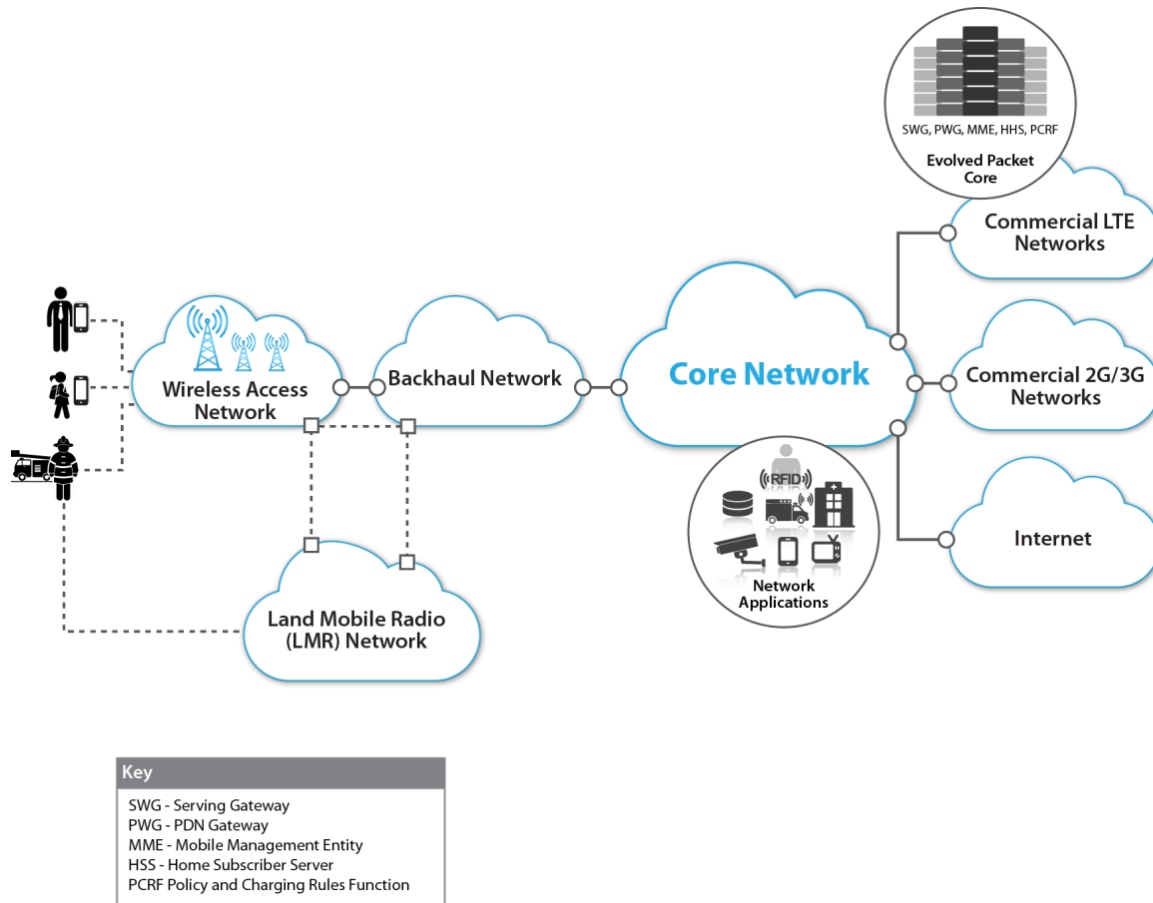 SWG, PWG, MME, HHS, PCRF
Evolved Packet
Core
Commercial LTE
Networks
Wireless Access
Network
Backhaul Network
Core Network
Commercial 2G/3G
Networks
RFID
Network
Applications
Internet
Land Mobile Radio
(LMR) Network
Key
SWG - Serving Gateway
PWG - PDN Gateway
MME - Mobile Management Entity
HSS - Home Subscriber Server
PCRF Policy and Charging Rules Function